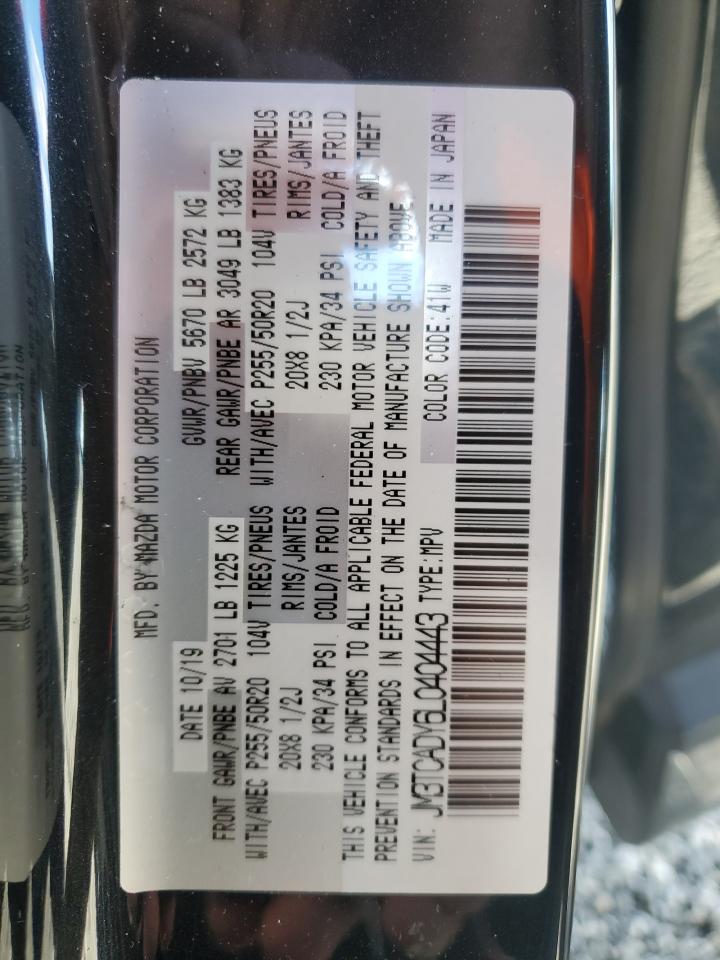 MFD. BY MAZDA MOTOR CORPORATION
DATE 10/19 GVWR/PNBV 5670 LB 2572 KG
FRONT GAWR/PNBE AV 2701 LB 1225 KG REAR GAWR/PNBE AR 3049 LB 1383 KG
WITH/AVEC P255/50R20 104V TIRES/PNEUS WITH/AVEC P255/50R20 104V TIRES/PNEUS
20X8 1/2J RIMS/JANTES 20X8 1/2J RIMS/JANTES
230 KPA/34 PSI COLD/A FROID 230 KPA/34 PSI COLD/A FROID
THIS VEHICLE CONFORMS TO ALL APPLICABLE FEDERAL MOTOR VEHICLE SAFETY AND THEFT
PREVENTION STANDARDS IN EFFECT ON THE DATE OF MANUFACTURE SHOWN ABOVE.
VIN: JM3TCADY6L0404443 TYPE:MPV COLOR CODE:41W MADE IN JAPAN